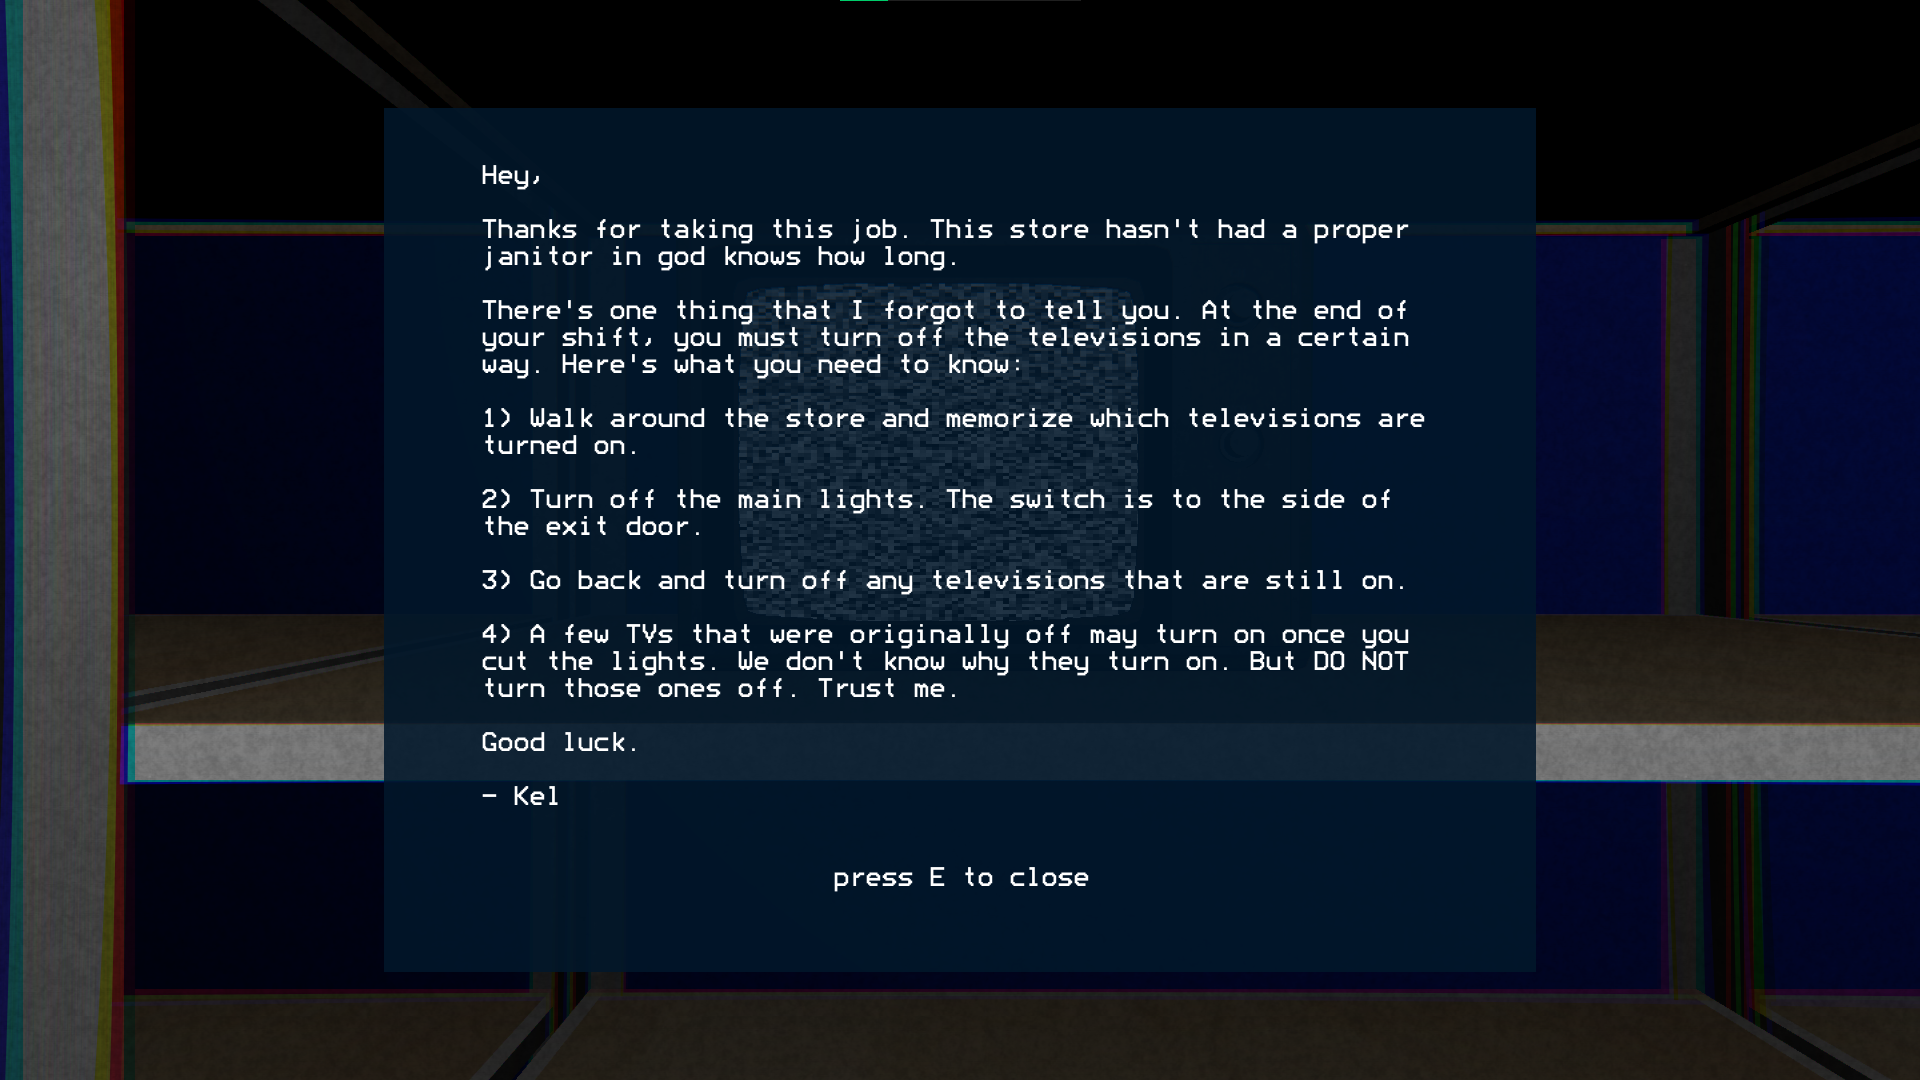 Hey,
Thanks for taking this job. This store hasn't had a proper
janitor in god knows how long.
There's one thing that I forgot to tell you. At the end of
your shift, you must turn off the televisions in a certain
way. Here's what you need to know:
1) Walk around the store and memorize which televisions are
turned on.
2) Turn off the main lights. The switch is to the side of
the exit door.
3) Go back and turn off any televisions that are still on.
4) A few TVs that were originally off may turn on once you
cut the lights. We don't know why they turn on. But DO NOT
turn those ones off. Trust me.
Good luck.
- Kel
press E to close